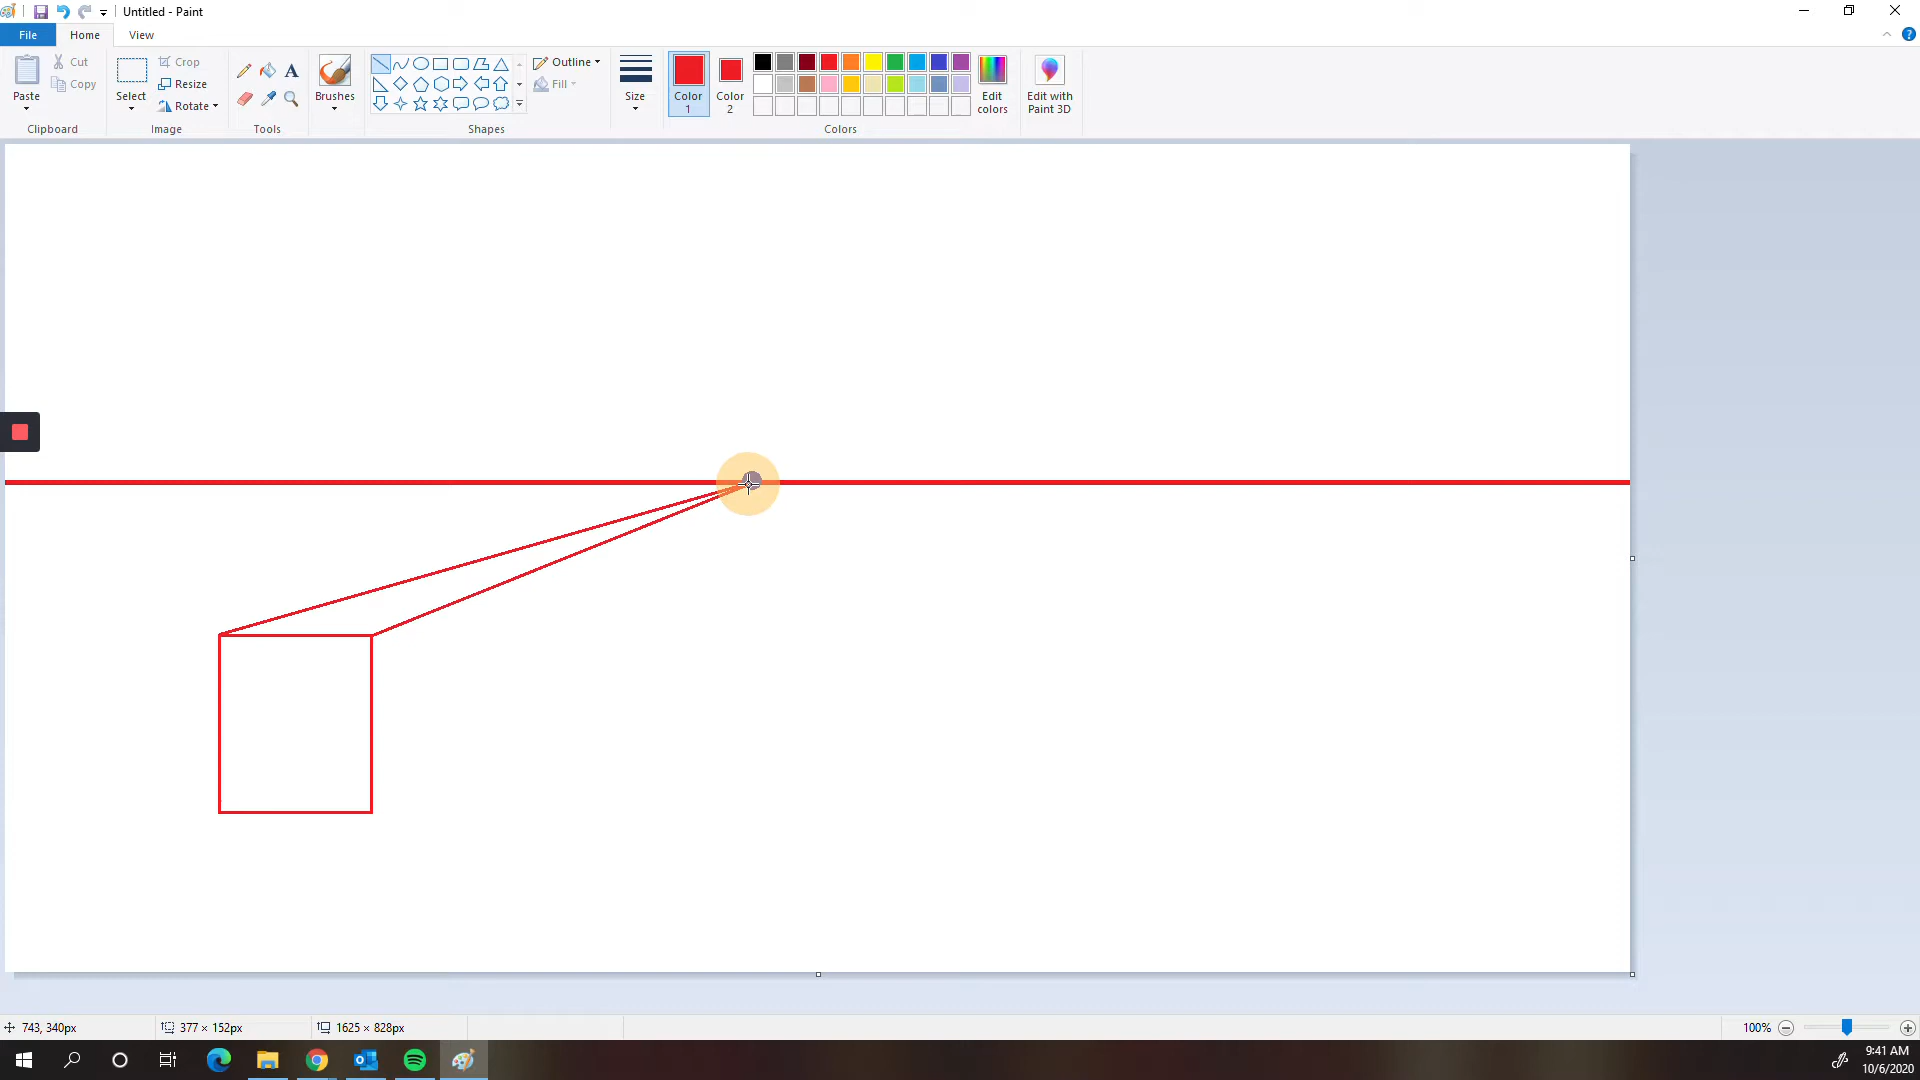 Untitled - Paint
File Home View
Paste Cut Copy Select Crop Resize Rotate A Brushes Outline Fill Size Color 1 Color 2 Edit colors Edit with Paint 3D
Clipboard Image Tools Shapes Colors
743, 340px 377 × 152px 1625 × 828px 100%
9:41 AM
10/6/2020